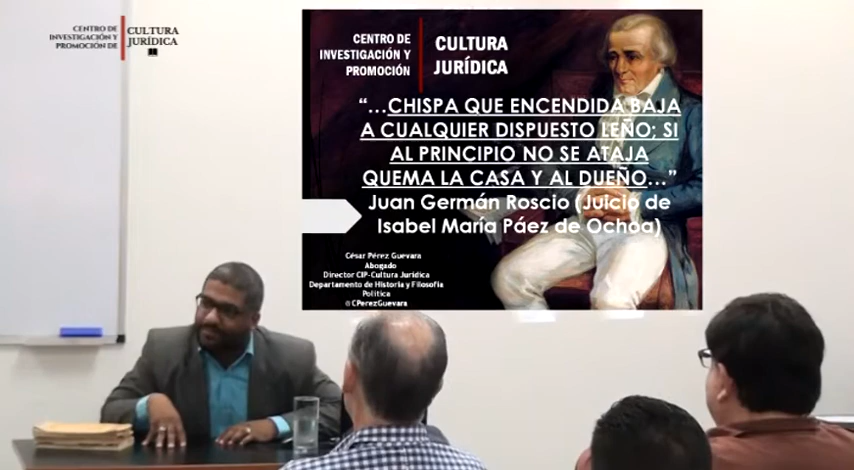 CENTRO DE
INVESTIGACIÓN Y
PROMOCIÓN DE
CULTURA
JURÍDICA
CENTRO DE
INVESTIGACIÓN Y
PROMOCIÓN
CULTURA
JURÍDICA
“…CHISPA QUE ENCENDIDA BAJA
A CUALQUIER DISPUESTO LEÑO; SI
AL PRINCIPIO NO SE ATAJA
QUEMA LA CASA Y AL DUEÑO…”
Juan Germán Roscio (Juicio de
Isabel María Páez de Ochoa)
César Pérez Guevara
Abogado
Director CIP-Cultura Jurídica
Departamento de Historia y Filosofía
Política
@CPerezGuevara